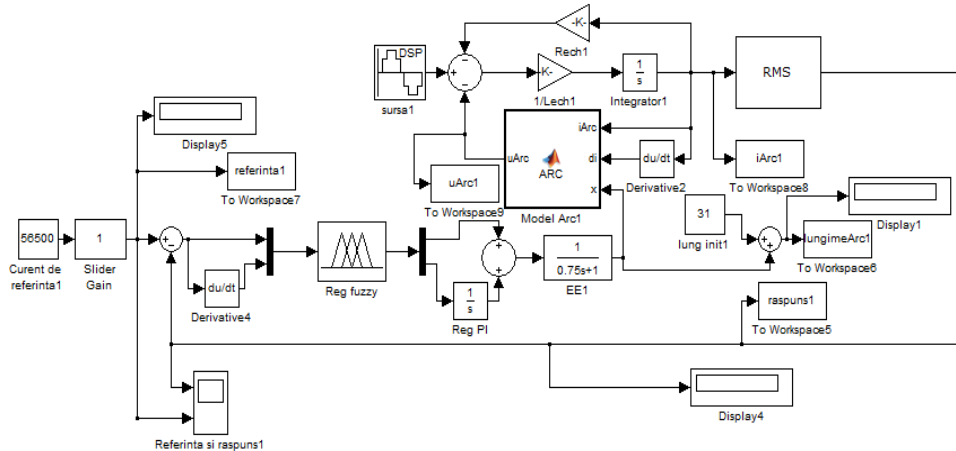 -K-
Rech1
DSP
sursa1
+
−
−
-K-
1/Lech1
1
s
Integrator1
RMS
iArc
uArc
di
x
ARC
Model Arc1
du/dt
Derivative2
iArc1
To Workspace8
uArc1
To Workspace9
Display5
referinta1
To Workspace7
31
lung init1
+
+
Display1
lungimeArc1
To Workspace6
56500
Curent de
referinta1
1
Slider
Gain
+
−
du/dt
Derivative4
Reg fuzzy
+
+
+
1
s
Reg PI
1
0.75s+1
EE1
raspuns1
To Workspace5
Display4
Referinta si raspuns1